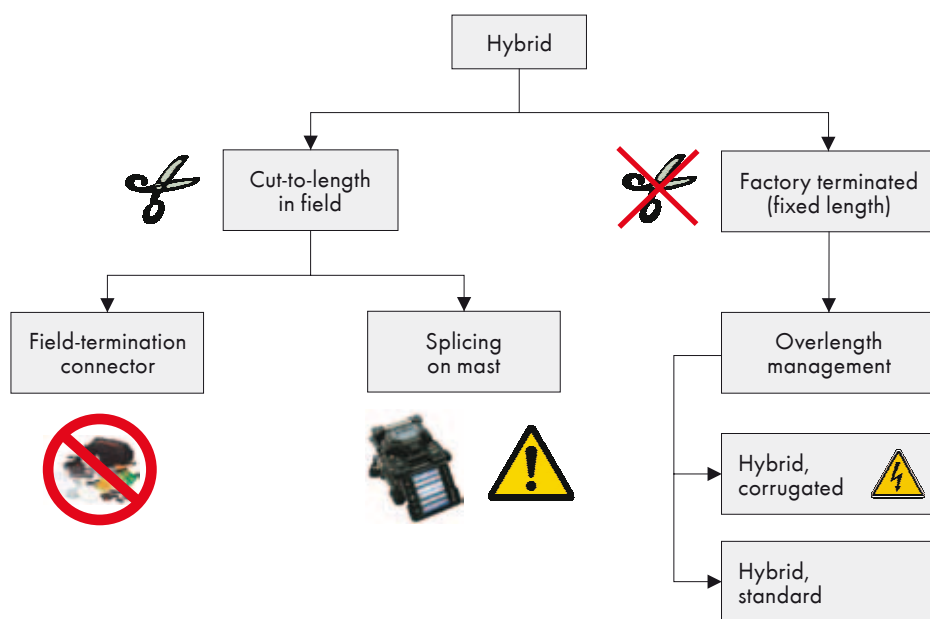 Hybrid
Cut-to-length
in field
Factory terminated
(fixed length)
Field-termination
connector
Splicing
on mast
Overlength
management
Hybrid,
corrugated
Hybrid,
standard